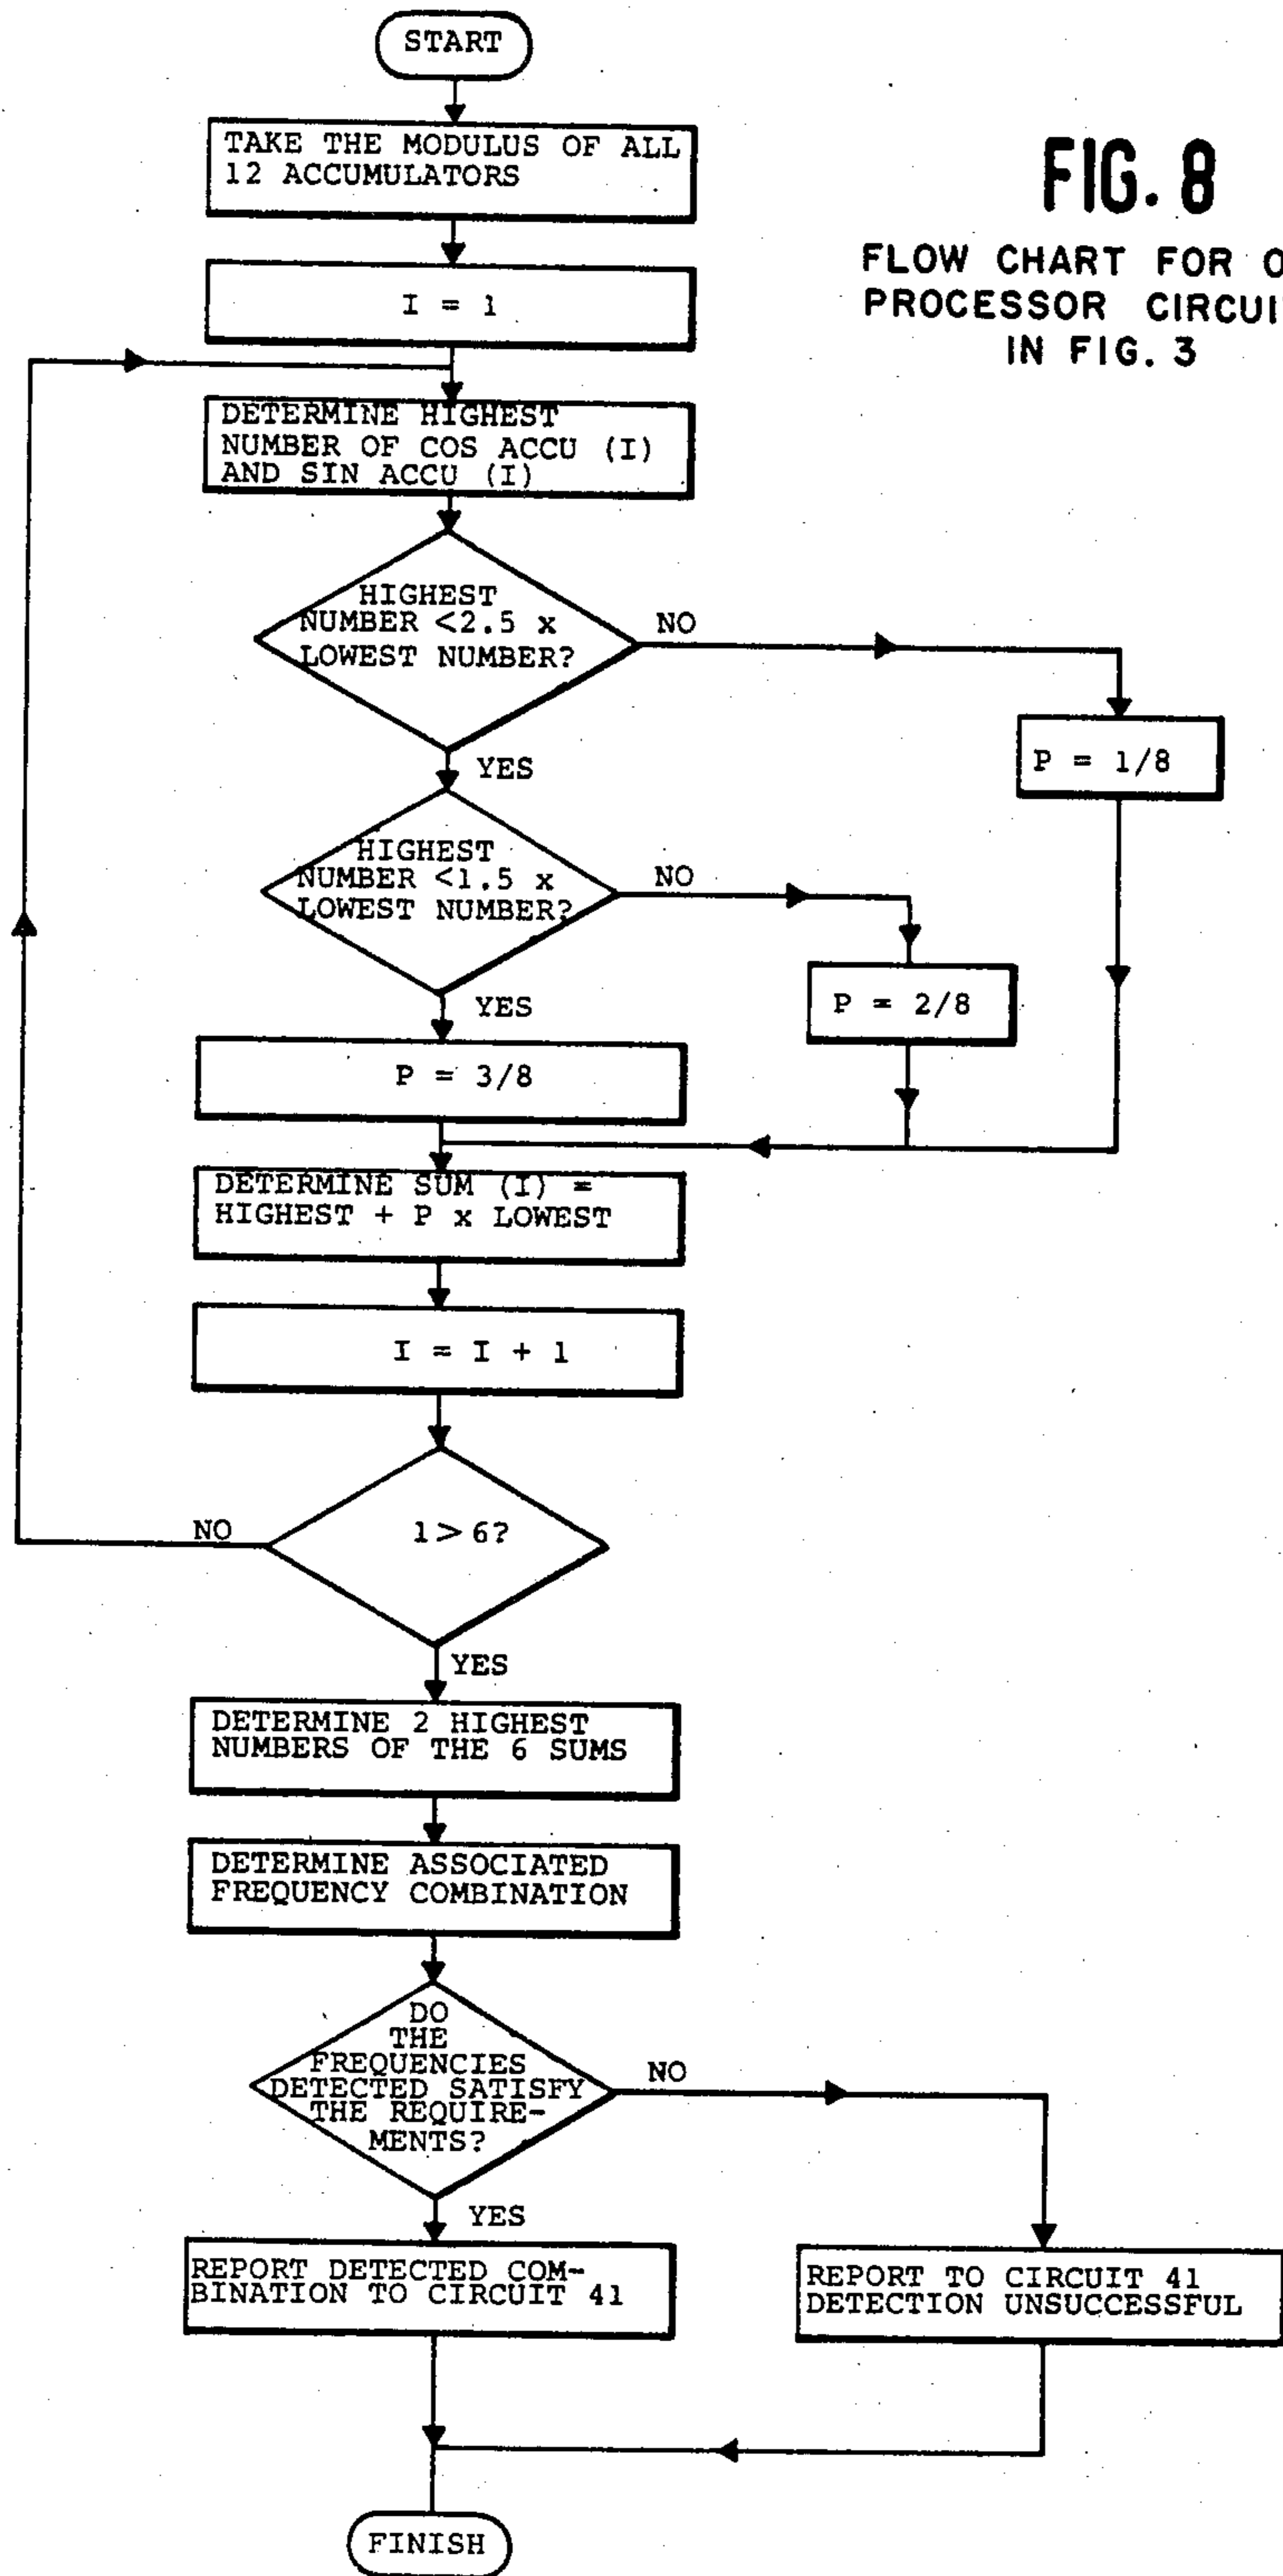 START
TAKE THE MODULUS OF ALL
12 ACCUMULATORS
FIG. 8
FLOW CHART FOR
PROCESSOR
IN FIG. 3
I = 1
DETERMINE HIGHEST
NUMBER OF COS ACCU (I)
AND SIN ACCU (I)
HIGHEST
NUMBER <2.5 x
LOWEST NUMBER?
NO
P = 1/8
YES
HIGHEST
NUMBER <1.5 x
LOWEST NUMBER?
NO
P = 2/8
YES
P = 3/8
DETERMINE SUM (I) =
HIGHEST + P x LOWEST
I = I + 1
NO
1 > 6?
YES
DETERMINE 2 HIGHEST
NUMBERS OF THE 6 SUMS
DETERMINE ASSOCIATED
FREQUENCY COMBINATION
DO
THE
FREQUENCIES
DETECTED SATISFY
THE REQUIRE-
MENTS?
NO
YES
REPORT DETECTED COM-
BINATION TO CIRCUIT 41
REPORT TO CIRCUIT 41
DETECTION UNSUCCESSFUL
FINISH